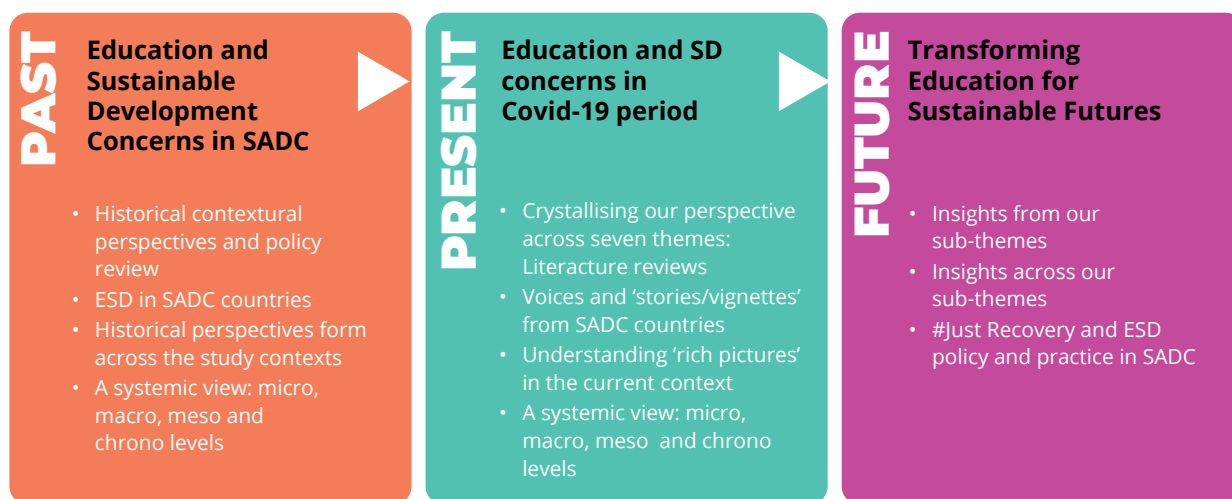 PAST
Education and
Sustainable
Development
Concerns in SADC
• Historical contextural
perspectives and policy
review
• ESD in SADC countries
• Historical perspectives form
across the study contexts
• A systemic view: micro,
macro, meso and
chrono levels
PRESENT
Education and SD
concerns in
Covid-19 period
• Crystallising our perspective
across seven themes:
Literacture reviews
• Voices and ‘stories/vignettes’
from SADC countries
• Understanding ‘rich pictures’
in the current context
• A systemic view: micro,
macro, meso and chrono
levels
FUTURE
Transforming
Education for
Sustainable Futures
• Insights from our
sub-themes
• Insights across our
sub-themes
• #Just Recovery and ESD
policy and practice in SADC